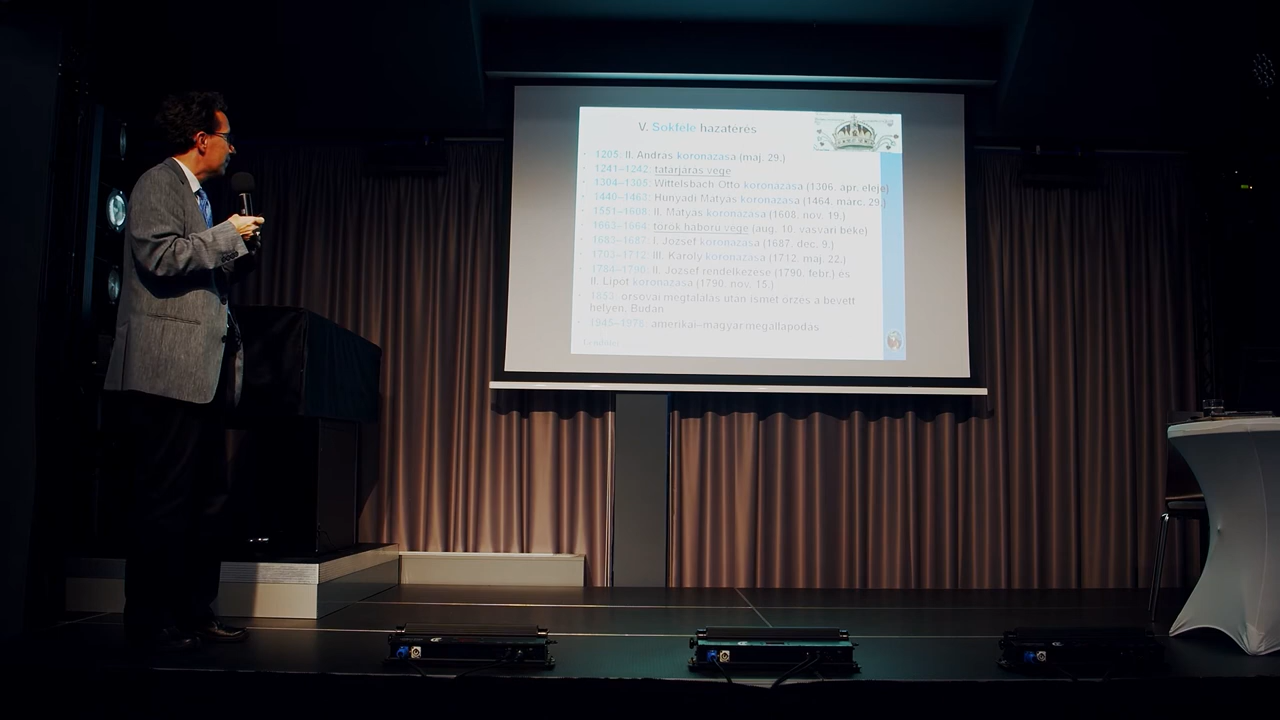 V. Sokféle hazatérés
1205: II. András koronázása (máj. 29.)
1241–1242: tatárjárás vége
1304–1305: Wittelsbach Ottó koronázása (1306. ápr. eleje)
1440–1463: Hunyadi Mátyás koronázása (1464. márc. 29.)
1551–1608: II. Mátyás koronázása (1608. nov. 19.)
1663–1664: török háború vége (aug. 10. vasvári béke)
1683–1687: I. József koronázása (1687. dec. 9.)
1703–1712: III. Károly koronázása (1712. máj. 22.)
1784–1790: II. József rendelkezése (1790. febr.) és
II. Lipót koronázása (1790. nov. 15.)
1853: orsovai megtalálás után ismét őrzés a bevett
helyen, Budán
1945–1978: amerikai–magyar megállapodás